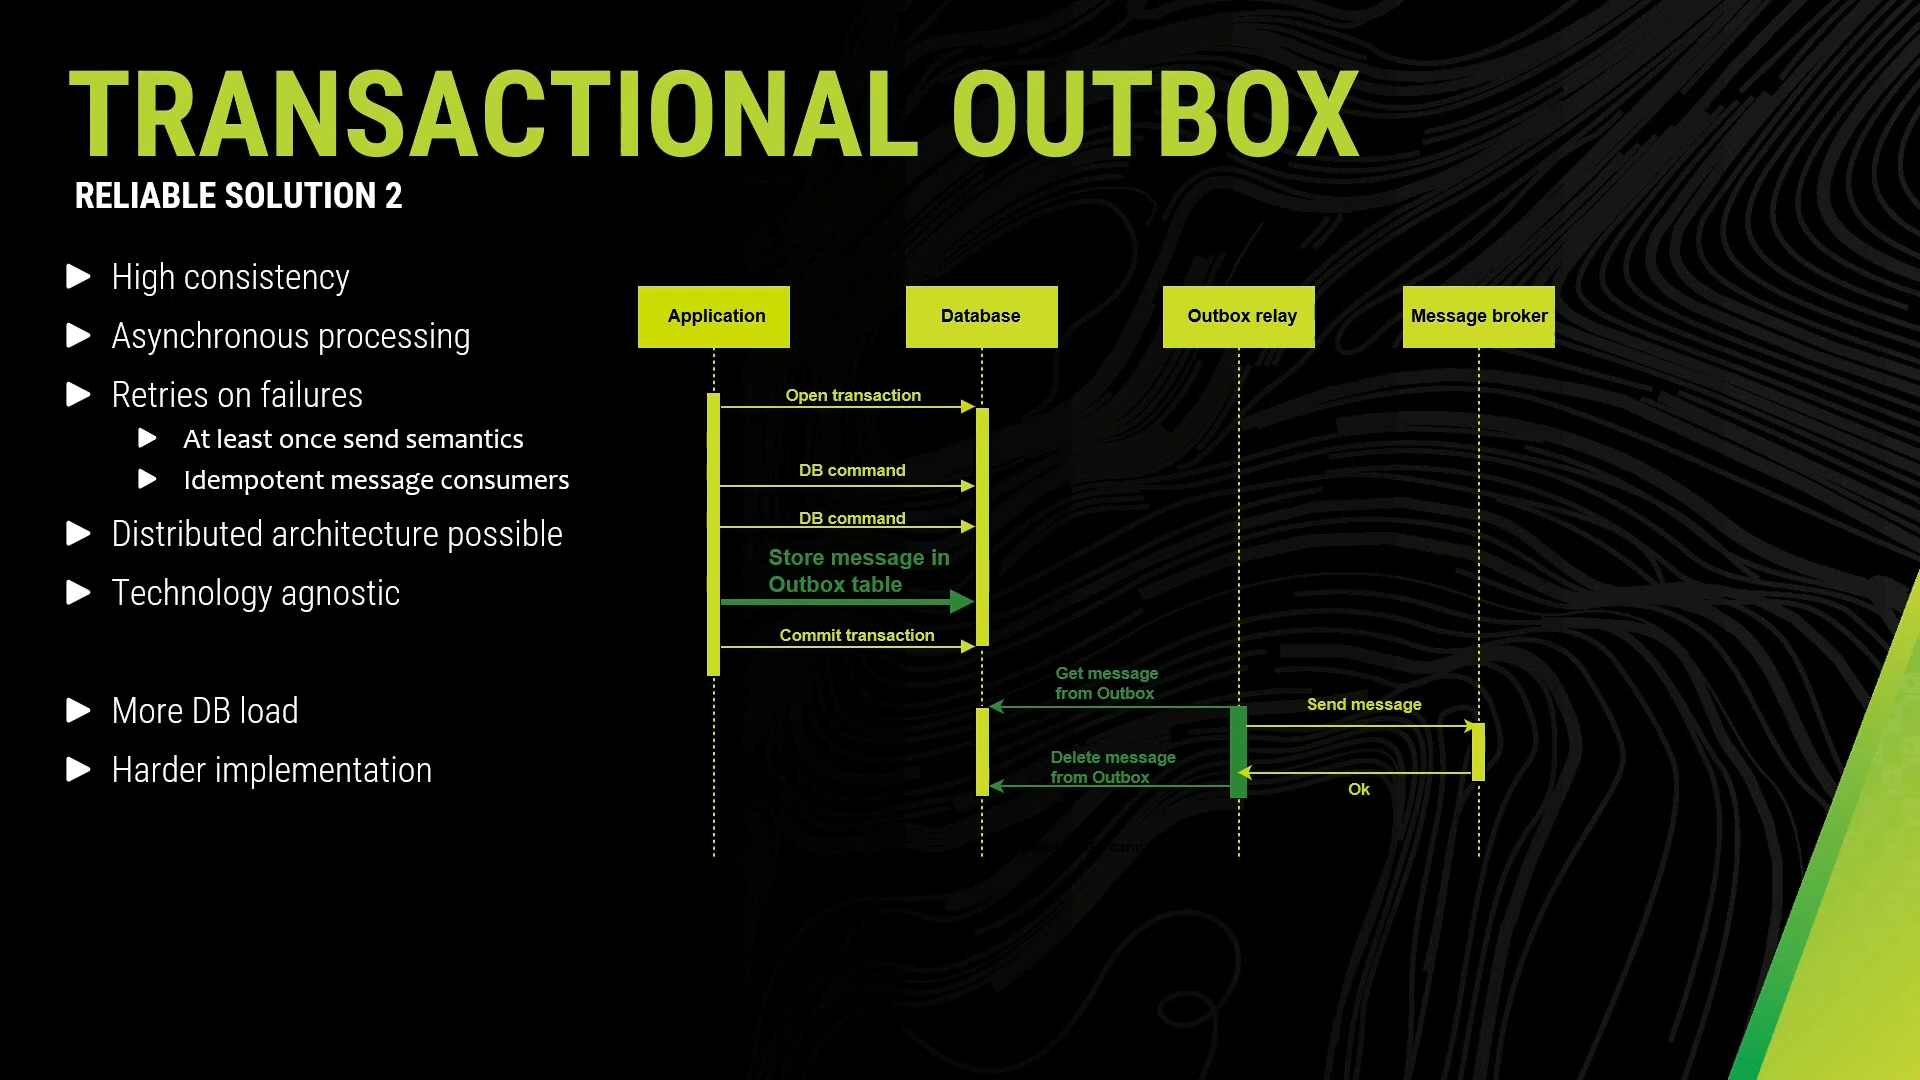 TRANSACTIONAL OUTBOX
RELIABLE SOLUTION 2
High consistency
Asynchronous processing
Retries on failures
At least once send semantics
Idempotent message consumers
Distributed architecture possible
Technology agnostic
More DB load
Harder implementation
Application
Database
Outbox relay
Message broker
Open transaction
DB command
DB command
Store message in
Outbox table
Commit transaction
Get message
from Outbox
Send message
Delete message
from Outbox
Ok